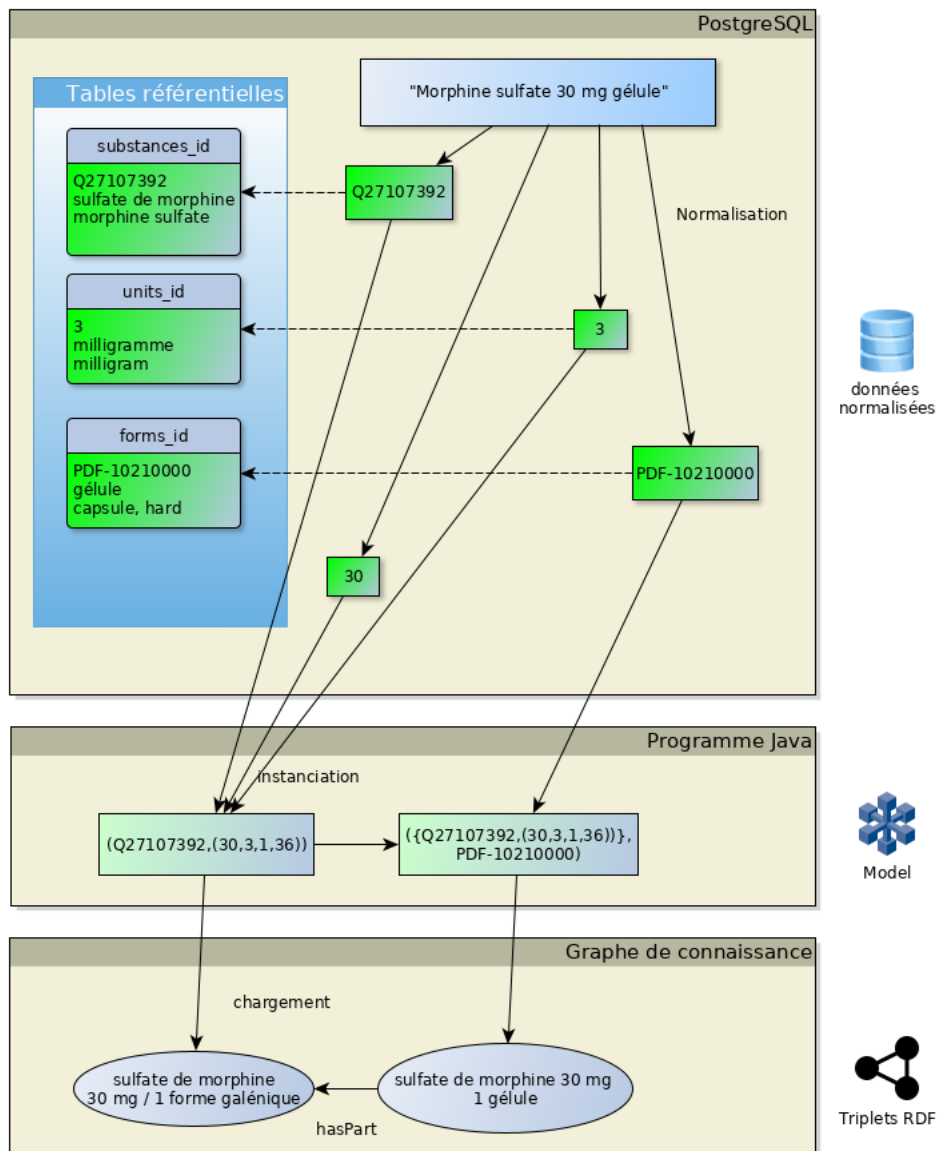 PostgreSQL
"Morphine sulfate 30 mg gélule"
Tables référentielles
substances_id
Q27107392
sulfate de morphine
morphine sulfate
Q27107392
Normalisation
units_id
3
milligramme
milligram
3
données
normalisées
forms_id
PDF-10210000
gélule
capsule, hard
PDF-10210000
30
Programme Java
instanciation
(Q27107392,(30,3,1,36))
({Q27107392,(30,3,1,36))},
PDF-10210000)
Model
Graphe de connaissance
chargement
sulfate de morphine
30 mg / 1 forme galénique
sulfate de morphine 30 mg
1 gélule
hasPart
Triplets RDF